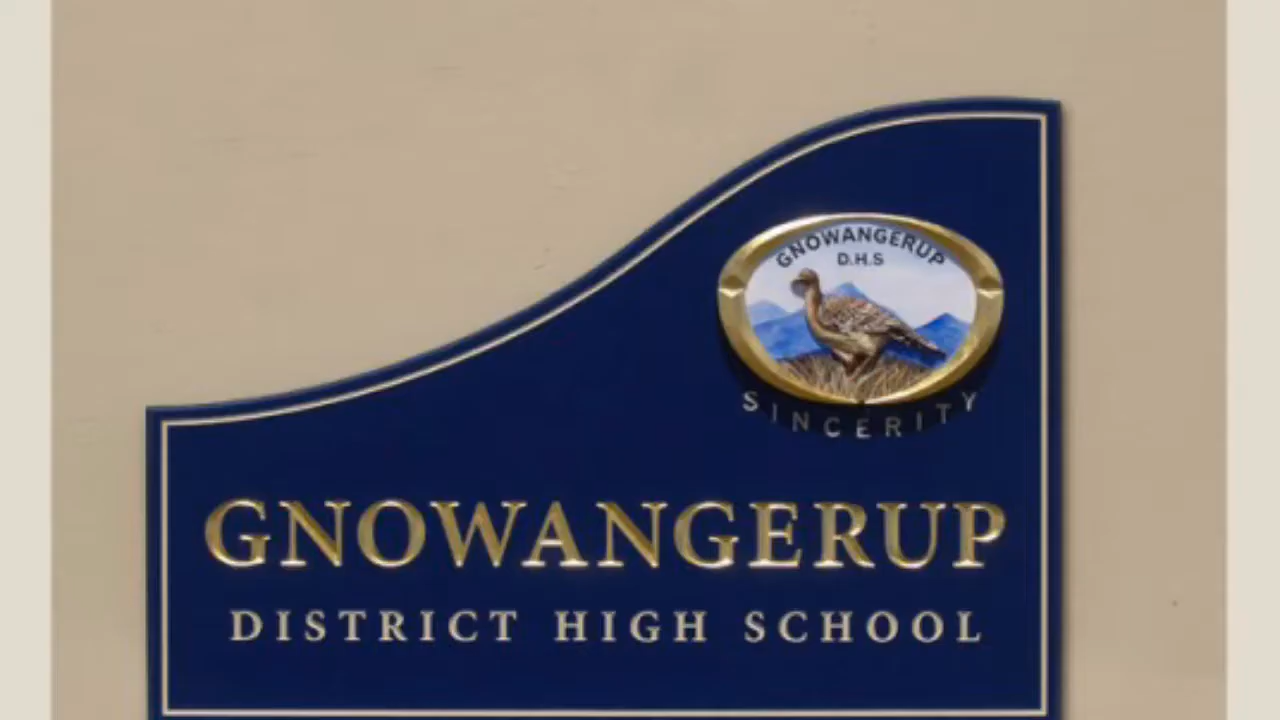 GNOWANGERUP
D.H.S
SINCERITY
GNOWANGERUP
DISTRICT HIGH SCHOOL